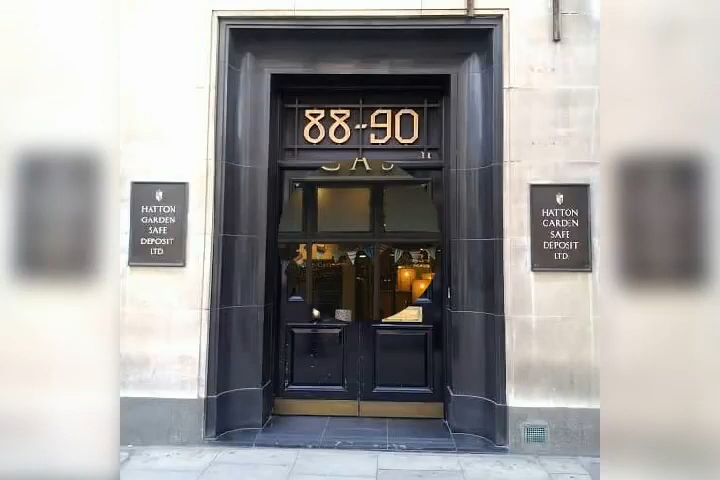 88-90
HATTON
GARDEN
SAFE
DEPOSIT
LTD.
HATTON
GARDEN
SAFE
DEPOSIT
LTD.